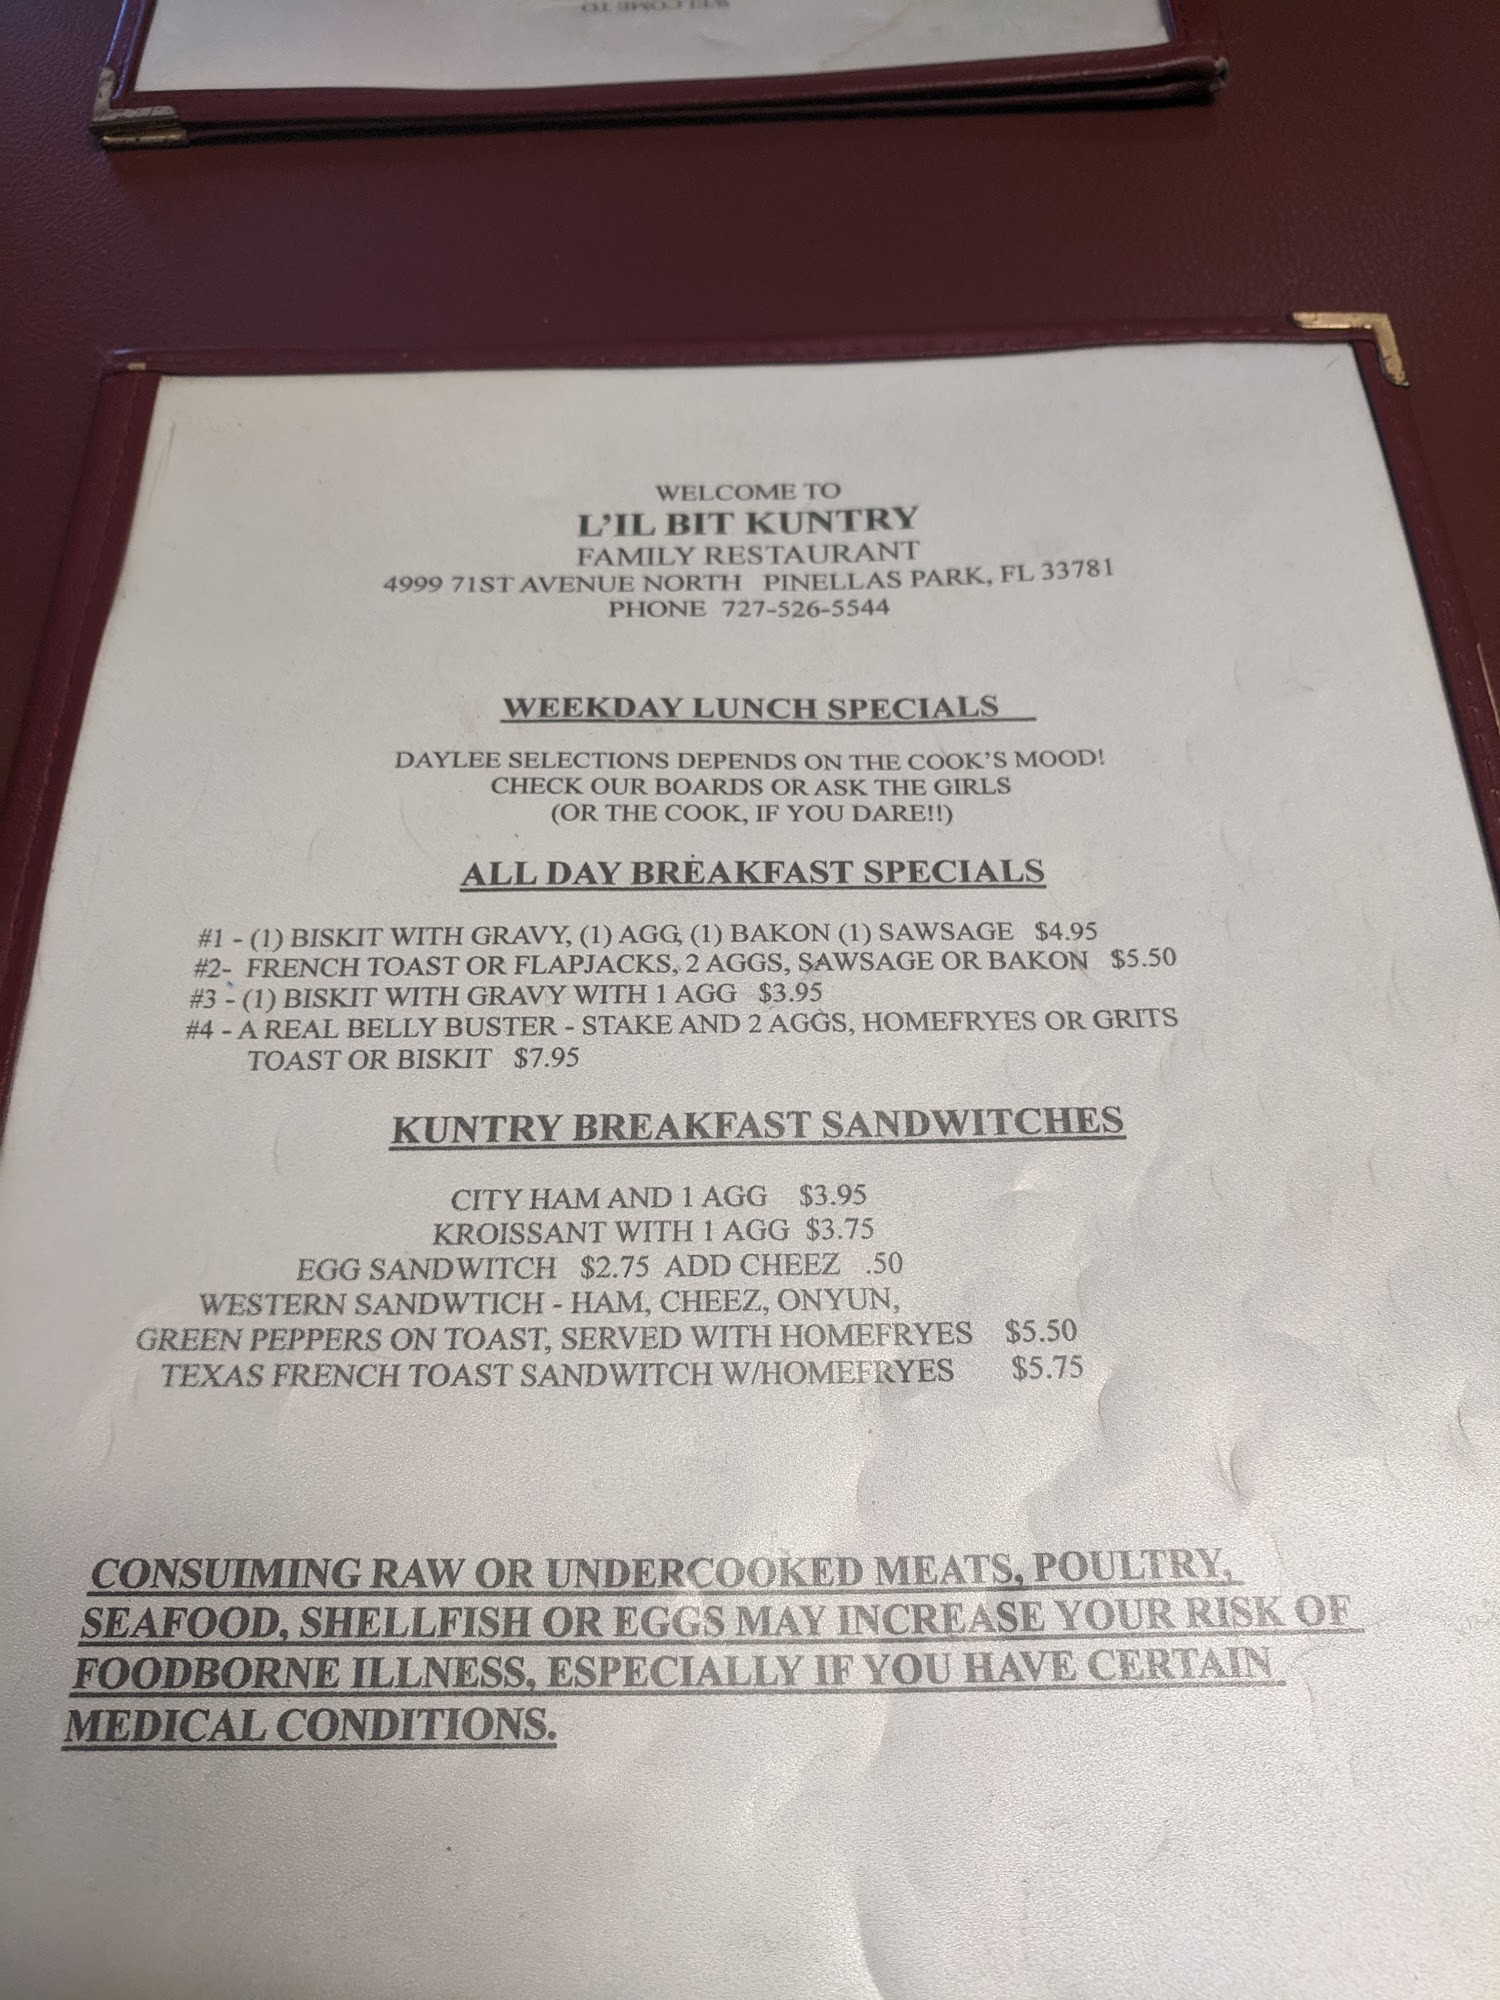 WELCOME TO
WELCOME TO
L'IL BIT KUNTRY
FAMILY RESTAURANT
4999 71ST AVENUE NORTH PINELLAS PARK, FL 33781
PHONE 727-526-5544
WEEKDAY LUNCH SPECIALS
DAYLEE SELECTIONS DEPENDS ON THE COOK'S MOOD!
CHECK OUR BOARDS OR ASK THE GIRLS
(OR THE COOK, IF YOU DARE!!)
ALL DAY BREAKFAST SPECIALS
#1 - (1) BISKIT WITH GRAVY, (1) AGG, (1) BAKON (1) SAWSAGE $4.95
#2- FRENCH TOAST OR FLAPJACKS, 2 AGGS, SAWSAGE OR BAKON $5.50
#3 - (1) BISKIT WITH GRAVY WITH 1 AGG $3.95
#4 - A REAL BELLY BUSTER - STAKE AND 2 AGGS, HOMEFRYES OR GRITS
TOAST OR BISKIT $7.95
KUNTRY BREAKFAST SANDWITCHES
CITY HAM AND 1 AGG $3.95
KROISSANT WITH 1 AGG $3.75
EGG SANDWITCH $2.75 ADD CHEEZ .50
WESTERN SANDWTICH - HAM, CHEEZ, ONYUN,
GREEN PEPPERS ON TOAST, SERVED WITH HOMEFRYES $5.50
TEXAS FRENCH TOAST SANDWITCH W/HOMEFRYES $5.75
CONSUIMING RAW OR UNDERCOOKED MEATS, POULTRY,
SEAFOOD, SHELLFISH OR EGGS MAY INCREASE YOUR RISK OF
FOODBORNE ILLNESS, ESPECIALLY IF YOU HAVE CERTAIN
MEDICAL CONDITIONS.